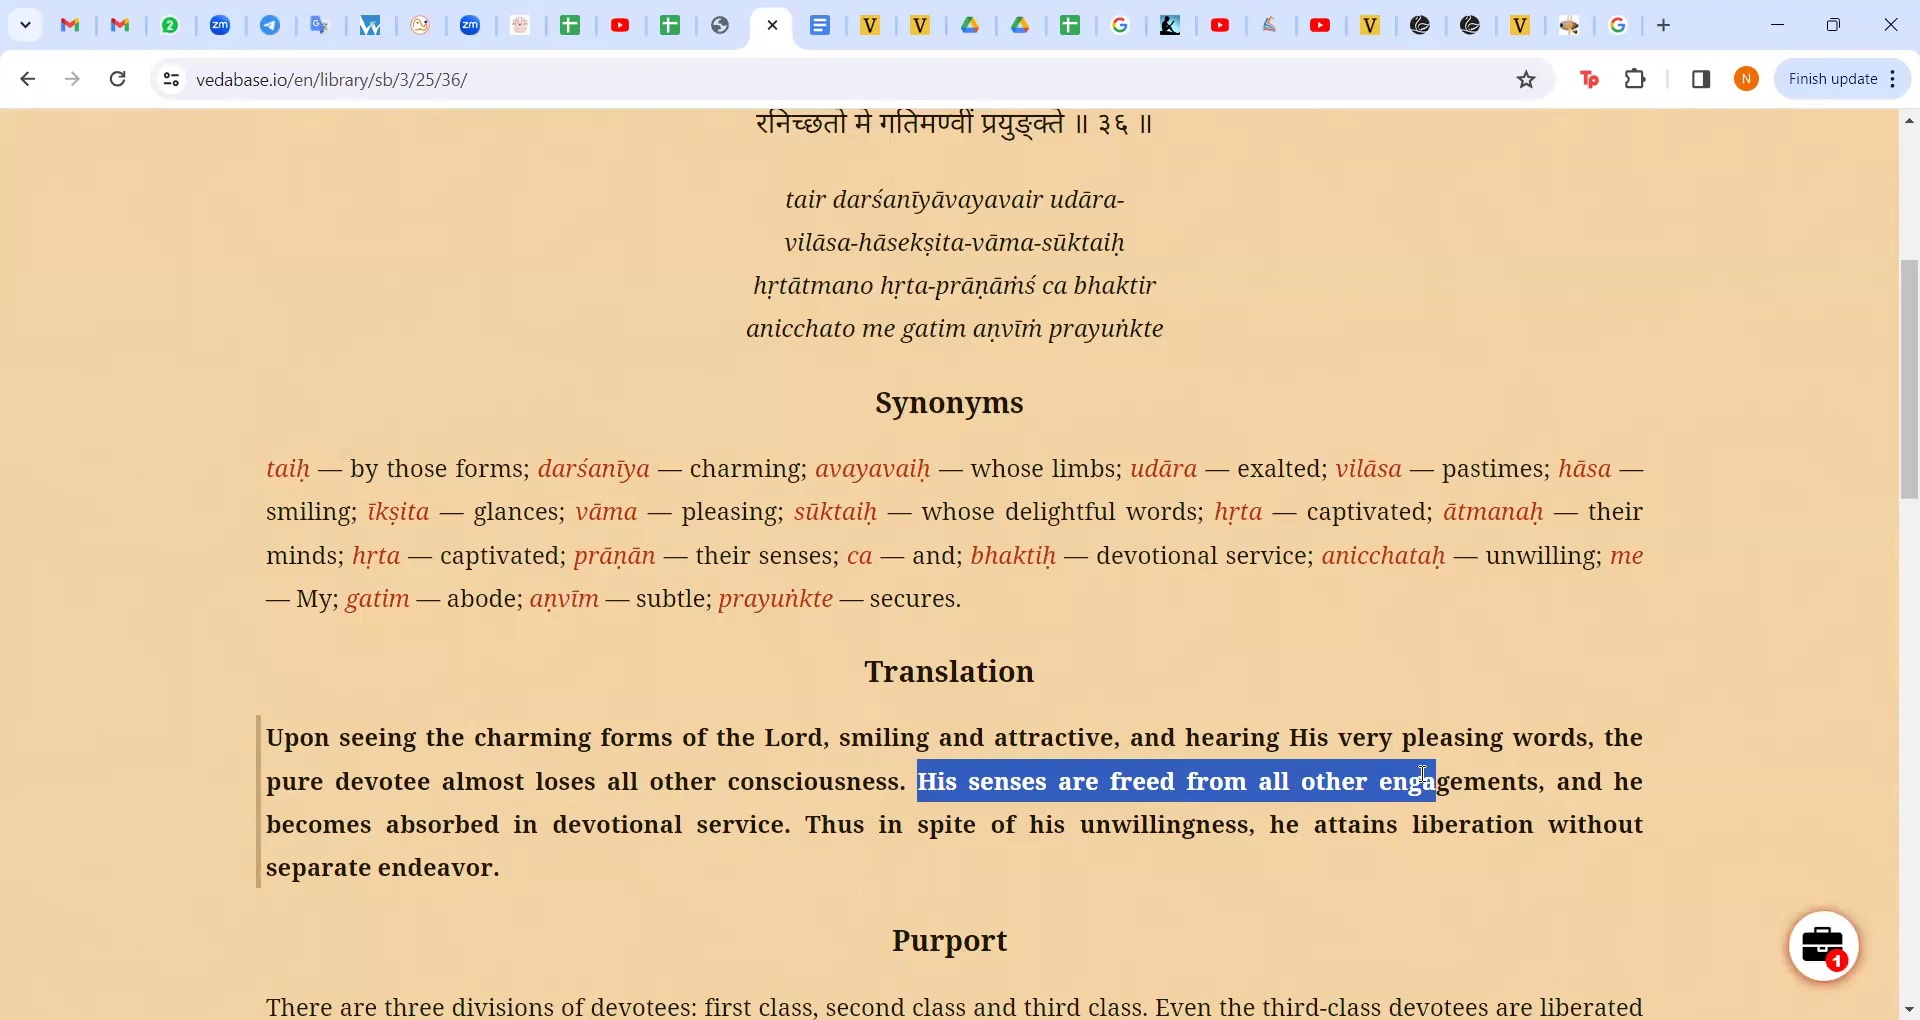 zm
zm
2
vedabase.io/en/library/sb/3/25/36/
Tp
N
Finish update
रनिच्छतो मे गतिमण्वीं प्रयुङ्क्ते ॥ ३६ ॥
tair darśanīyāvayavair udāra-
vilāsa-hāsekṣita-vāma-sūktaiḥ
hṛtātmano hṛta-prāṇāṁś ca bhaktir
anicchato me gatim aṇvīṁ prayuṅkte
Synonyms
taiḥ — by those forms; darśanīya — charming; avayavaiḥ — whose limbs; udāra — exalted; vilāsa — pastimes; hāsa —
smiling; īkṣita — glances; vāma — pleasing; sūktaiḥ — whose delightful words; hṛta — captivated; ātmanaḥ — their
minds; hṛta — captivated; prāṇān — their senses; ca — and; bhaktiḥ — devotional service; anicchataḥ — unwilling; me
— My; gatim — abode; aṇvīm — subtle; prayuṅkte — secures.
Translation
Upon seeing the charming forms of the Lord, smiling and attractive, and hearing His very pleasing words, the
pure devotee almost loses all other consciousness. His senses are freed from all other engagements, and he
becomes absorbed in devotional service. Thus in spite of his unwillingness, he attains liberation without
separate endeavor.
1
Purport
There are three divisions of devotees: first class, second class and third class. Even the third-class devotees are liberated